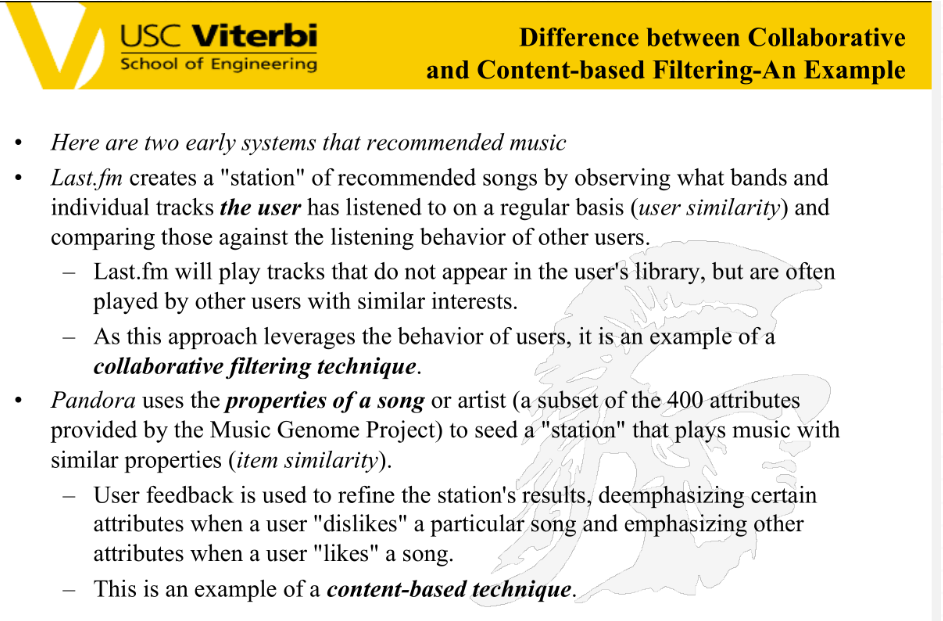 USC Viterbi
School of Engineering
Difference between Collaborative
and Content-based Filtering-An Example
• Here are two early systems that recommended music
• Last.fm creates a "station" of recommended songs by observing what bands and
individual tracks the user has listened to on a regular basis (user similarity) and
comparing those against the listening behavior of other users.
– Last.fm will play tracks that do not appear in the user's library, but are often
played by other users with similar interests.
– As this approach leverages the behavior of users, it is an example of a
collaborative filtering technique.
• Pandora uses the properties of a song or artist (a subset of the 400 attributes
provided by the Music Genome Project) to seed a "station" that plays music with
similar properties (item similarity).
– User feedback is used to refine the station's results, deemphasizing certain
attributes when a user "dislikes" a particular song and emphasizing other
attributes when a user "likes" a song.
– This is an example of a content-based technique.